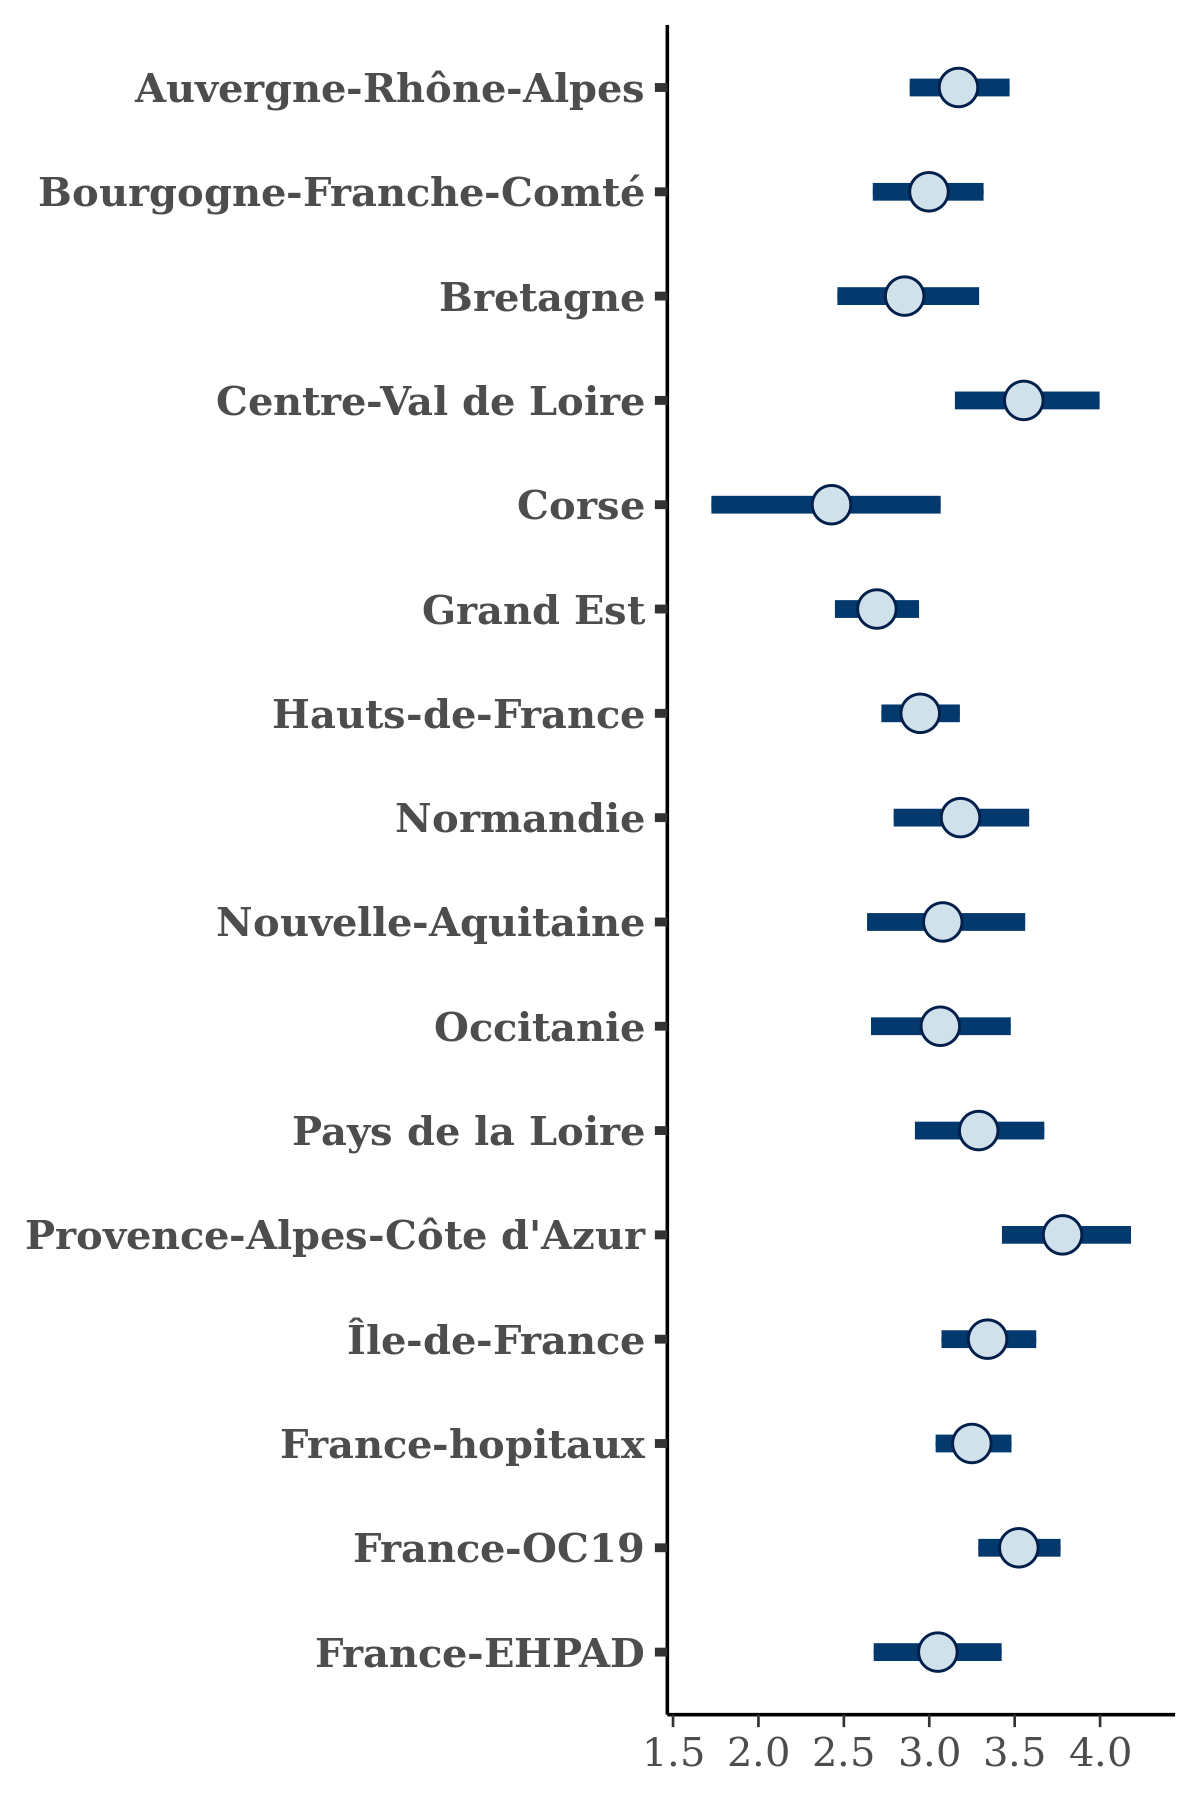 Auvergne-Rhône-Alpes
Bourgogne-Franche-Comté
Bretagne
Centre-Val de Loire
Corse
Grand Est
Hauts-de-France
Normandie
Nouvelle-Aquitaine
Occitanie
Pays de la Loire
Provence-Alpes-Côte d'Azur
Île-de-France
France-hopitaux
France-OC19
France-EHPAD
1.5 2.0 2.5 3.0 3.5 4.0